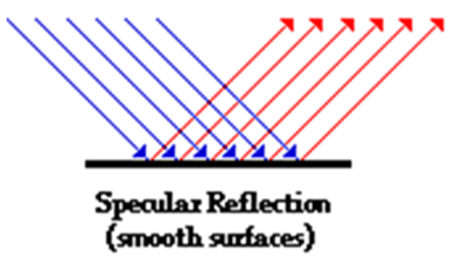 Specular Reflection
(smooth surfaces)